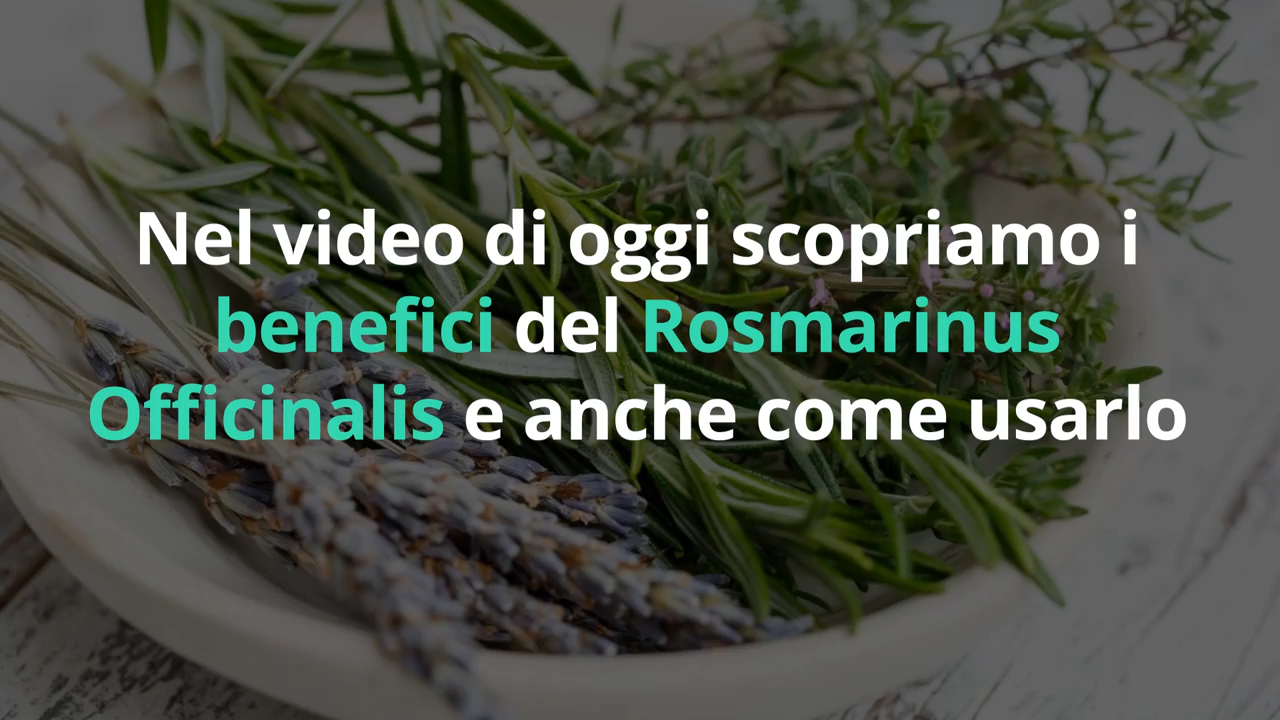 Nel video di oggi scopriamo i
benefici del Rosmarinus
Officinalis e anche come usarlo